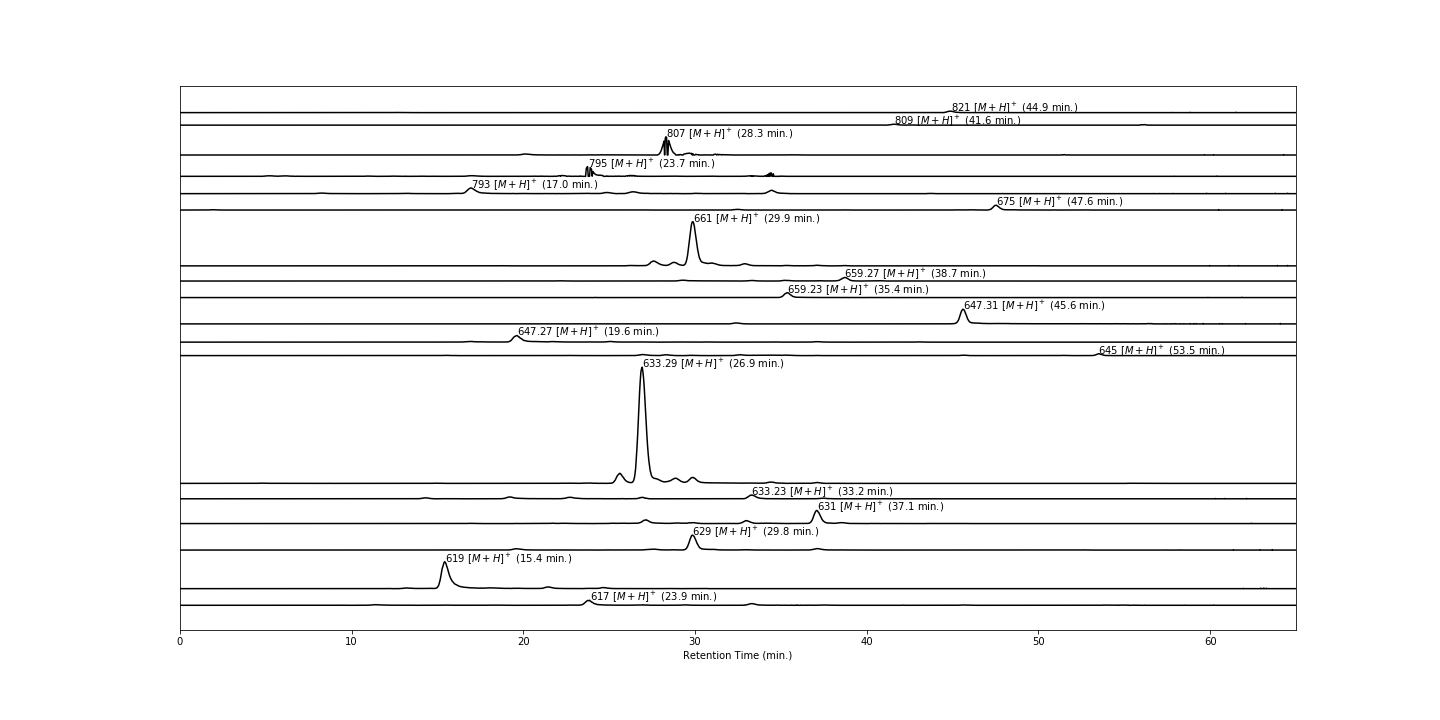 821 [M + H]⁺ (44.9 min.)
809 [M + H]⁺ (41.6 min.)
807 [M + H]⁺ (28.3 min.)
795 [M + H]⁺ (23.7 min.)
793 [M + H]⁺ (17.0 min.)
675 [M + H]⁺ (47.6 min.)
661 [M + H]⁺ (29.9 min.)
659.27 [M + H]⁺ (38.7 min.)
659.23 [M + H]⁺ (35.4 min.)
647.31 [M + H]⁺ (45.6 min.)
647.27 [M + H]⁺ (19.6 min.)
645 [M + H]⁺ (53.5 min.)
633.29 [M + H]⁺ (26.9 min.)
633.23 [M + H]⁺ (33.2 min.)
631 [M + H]⁺ (37.1 min.)
629 [M + H]⁺ (29.8 min.)
619 [M + H]⁺ (15.4 min.)
617 [M + H]⁺ (23.9 min.)
0 10 20 30 40 50 60
Retention Time (min.)